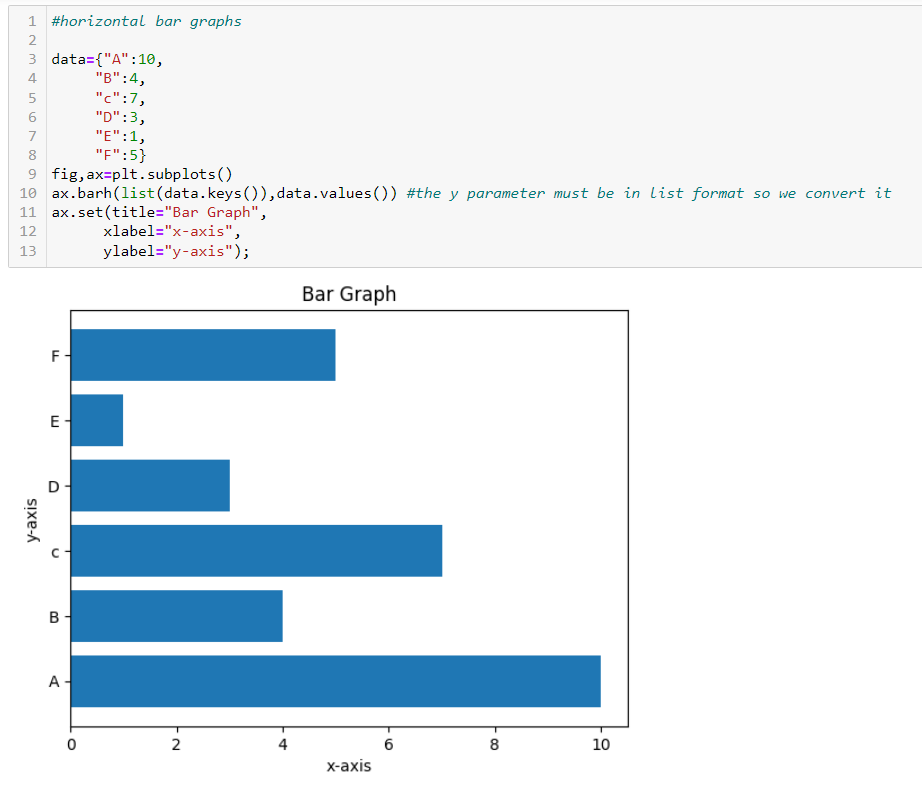 1 #horizontal bar graphs
2
3 data={"A":10,
4 "B":4,
5 "c":7,
6 "D":3,
7 "E":1,
8 "F":5}
9 fig,ax=plt.subplots()
10 ax.barh(list(data.keys()),data.values()) #the y parameter must be in list format so we convert it
11 ax.set(title="Bar Graph",
12 xlabel="x-axis",
13 ylabel="y-axis");
Bar Graph
F
E
D
c
B
A
y-axis
0 2 4 6 8 10
x-axis